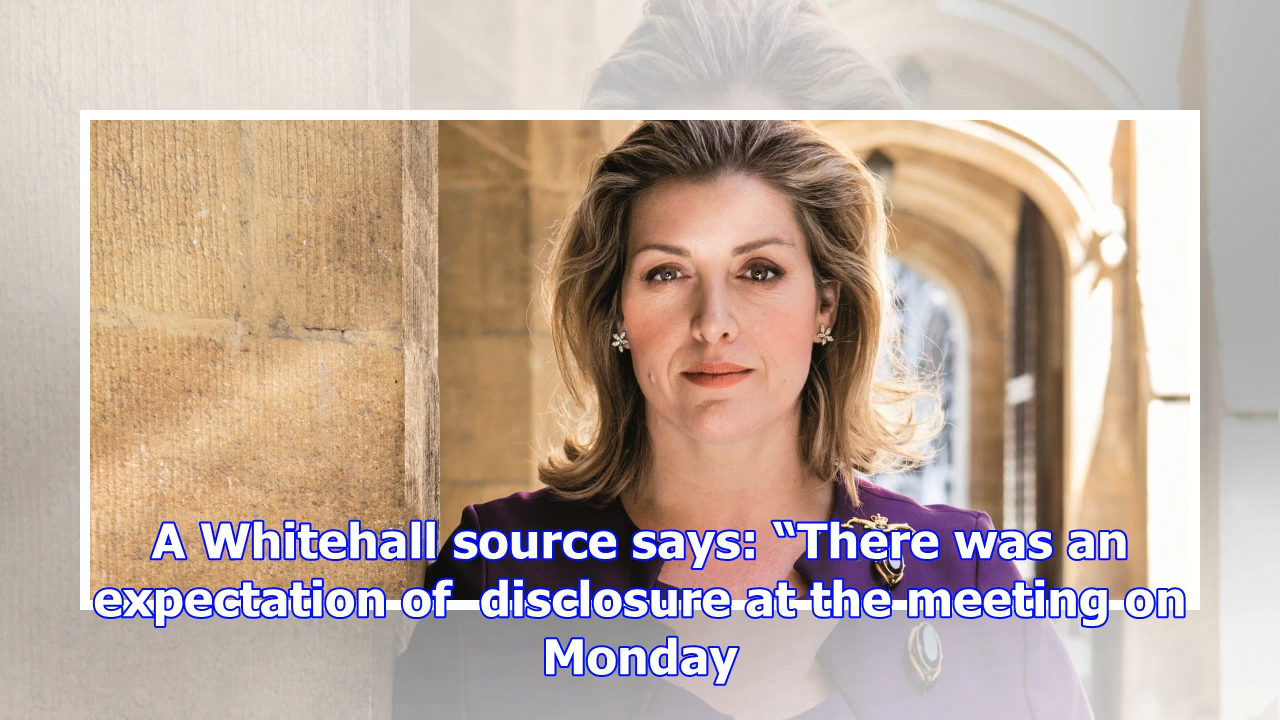 A Whitehall source says: “There was an
expectation of  disclosure at the meeting on
Monday